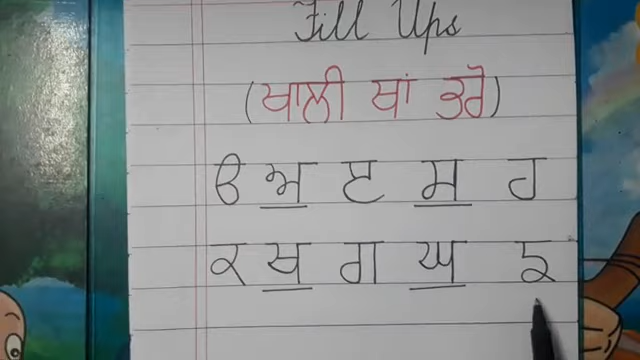 Fill Ups
(ਖਾਲੀ ਥਾਂ ਭਰੋ)
ੳ ਅ ੲ ਸ ਹ
ਕ ਖ ਗ ਘ ਙ